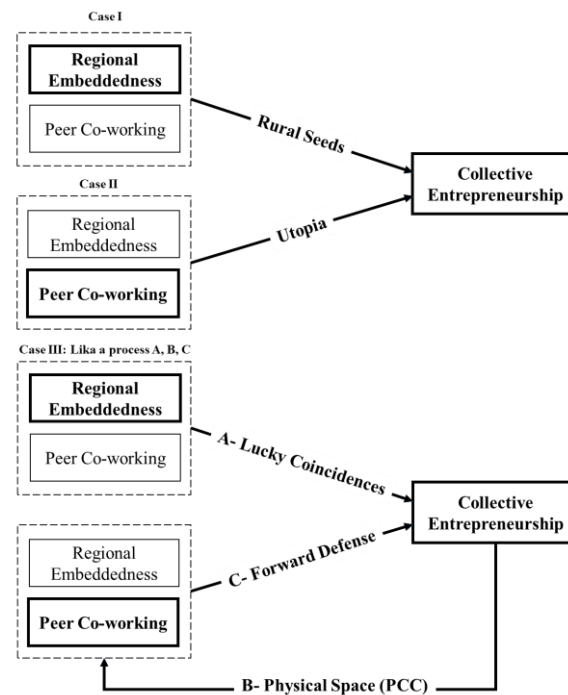 Case I
Regional
Embeddedness
Peer Co-working
Rural Seeds
Collective
Entrepreneurship
Case II
Regional
Embeddedness
Peer Co-working
Utopia
Case III: Lika a process A, B, C
Regional
Embeddedness
Peer Co-working
A- Lucky Coincidences
Collective
Entrepreneurship
Regional
Embeddedness
Peer Co-working
C- Forward Defense
B- Physical Space (PCC)